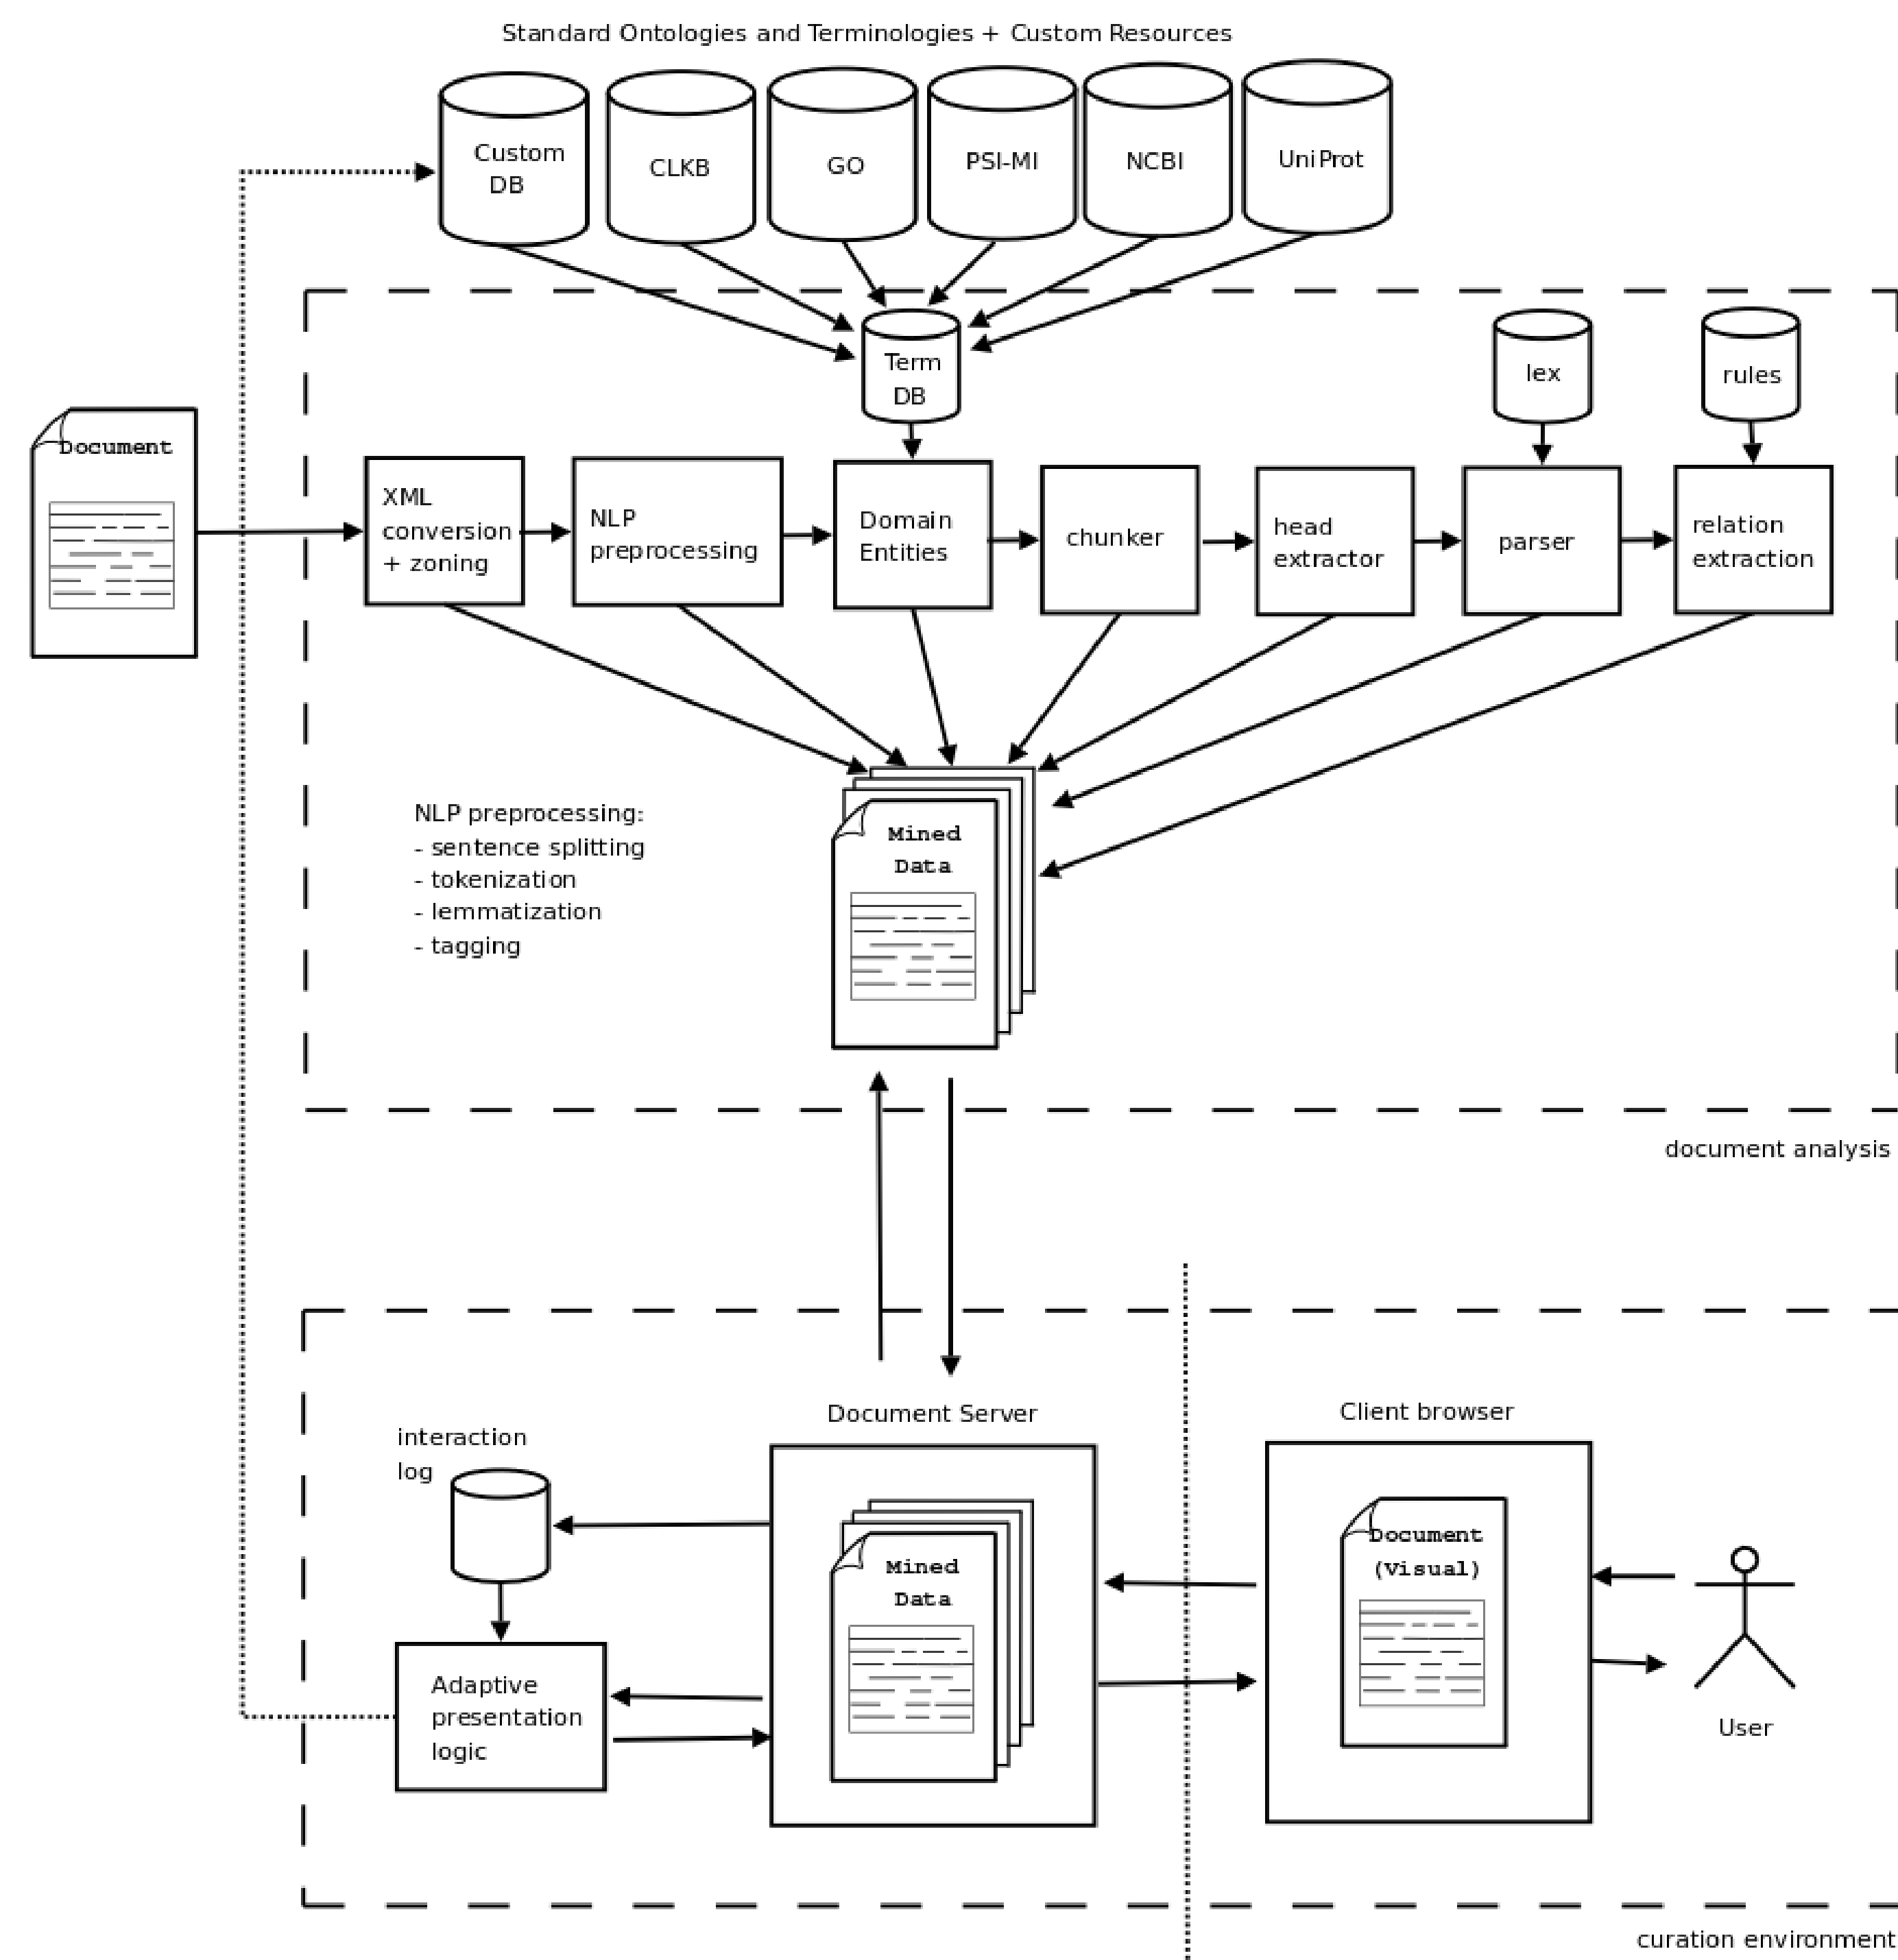 Standard Ontologies and Terminologies + Custom Resources
Custom
DB
CLKB
GO
PSI-MI
NCBI
UniProt
Term
DB
lex
rules
Document
XML
conversion
+ zoning
NLP
preprocessing
Domain
Entities
chunker
head
extractor
parser
relation
extraction
NLP preprocessing:
- sentence splitting
- tokenization
- lemmatization
- tagging
Mined
Data
document analysis
Document Server
Client browser
interaction
log
Mined
Data
Document
(Visual)
Adaptive
presentation
logic
User
curation environment